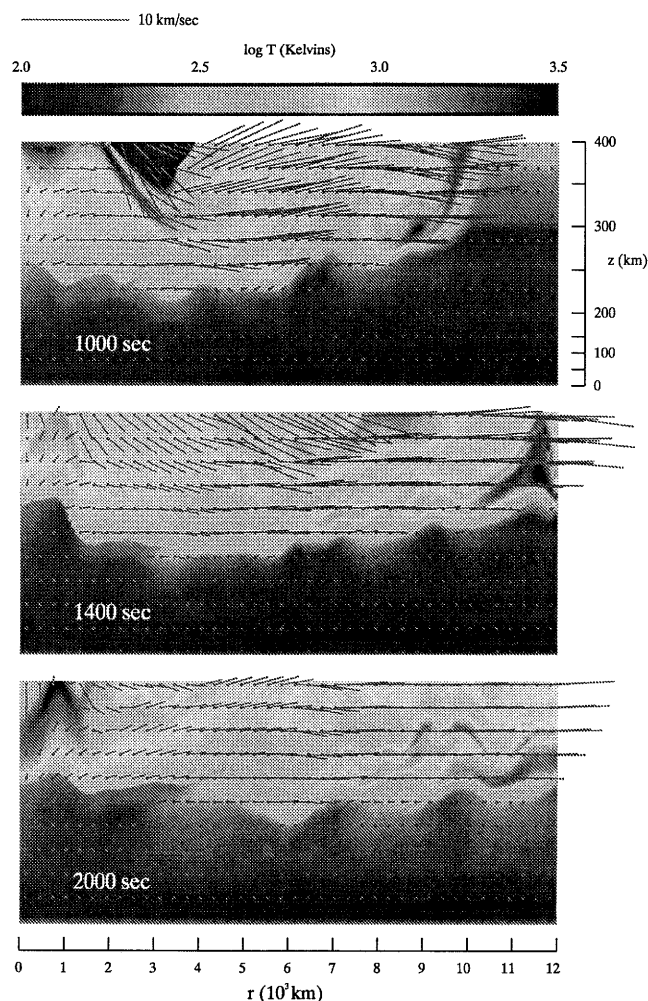 10 km/sec
log T (Kelvins)
2.0 2.5 3.0 3.5
400
300
z (km)
200
100
0
1000 sec
1400 sec
2000 sec
0 1 2 3 4 5 6 7 8 9 10 11 12
r (10³km)